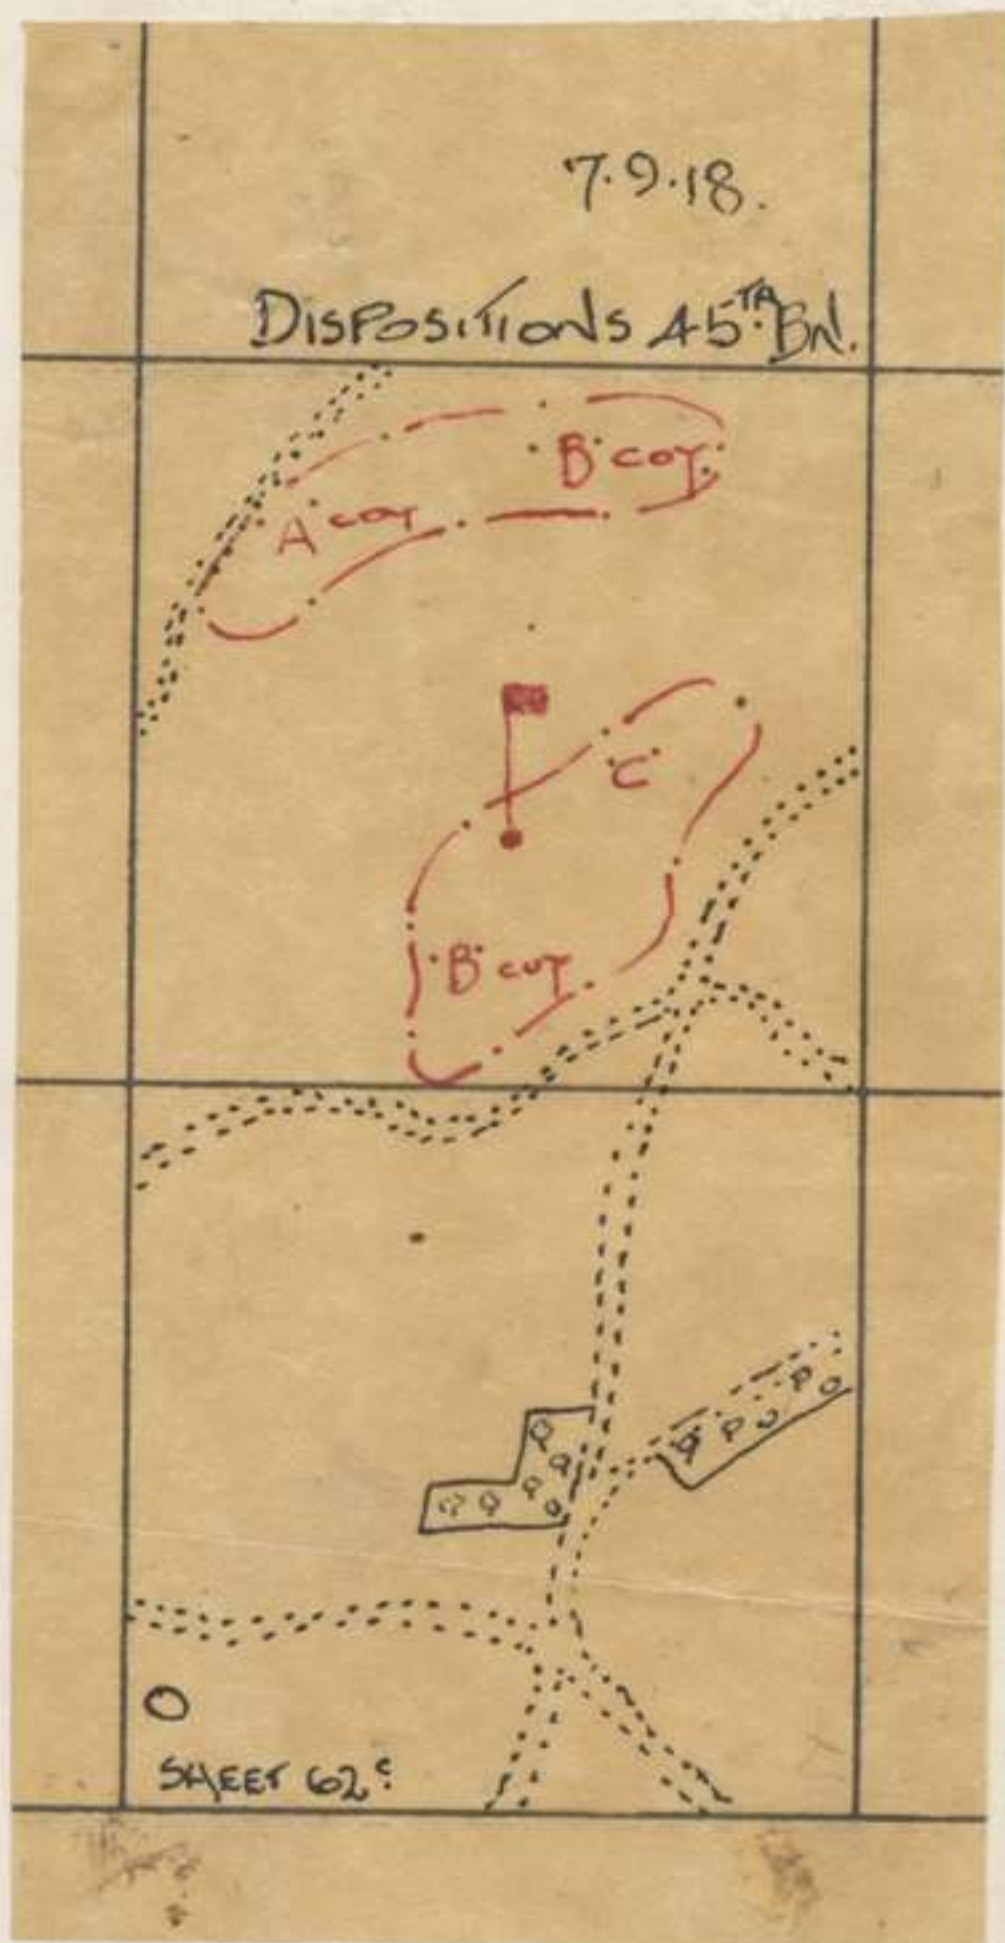 7.9.18.
DISPOSITIONS 45TH BN.
"B" COY.
"A" COY
"C"
"B" COY
O
SHEET 62c.